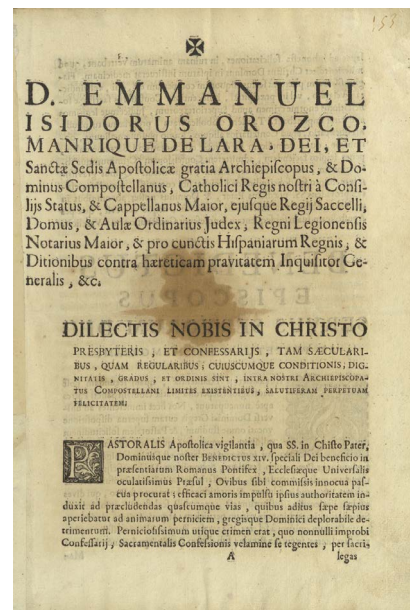 153
D. EMMANUEL
ISIDORUS OROZCO,
MANRIQUE DE LARA, DEI, ET
Sanctæ Sedis Apostolicæ gratia Archiepiscopus, & Do-
minus Compostellanus, Catholici Regis nostri à Consi-
lijs Status, & Cappellanus Maior, ejusque Regij Saccelli,
Domus, & Aulæ Ordinarius Judex, Regni Legionensis
Notarius Maior, & pro cunctis Hispaniarum Regnis, &
Ditionibus contra hæreticam pravitatem Inquisitor Ge-
neralis, &c.
DILECTIS NOBIS IN CHRISTO
PRESBYTERIS, ET CONFESSARIJS, TAM SÆCULARI-
BUS, QUAM REGULARIBUS, CUIUSCUMQUE CONDITIONIS, DIG-
NITATIS, GRADUS, ET ORDINIS SINT, INTRA NOSTRI ARCHIEPISCOPA-
TUS COMPOSTELLANI LIMITES EXISTENTIBUS, SALUTIFERAM PERPETUAM
FELICITATEM.
PASTORALIS Apostolica vigilantia, qua SS. in Chisto Pater,
Dominusque noster BENEDICTUS XIV. speciali Dei beneficio in
præsentiarum Romanus Pontifex, Ecclesiæque Universalis
oculatissimus Præsul, Ovibus sibi commissis innocua pas-
cua procurat; efficaci amoris impulsu ipsius authoritatem in-
duxit ad præcludendas quascumque vias, quibus aditus sæpe sæpius
aperiebatur ad animarum perniciem, gregisque Dominici deplorabile de-
trimentum. Perniciosissimum utique crimen erat, quo nonnulli improbi
Confessarij, Sacramentalis Confessionis velamine se tegentes, per sacri-
A legas